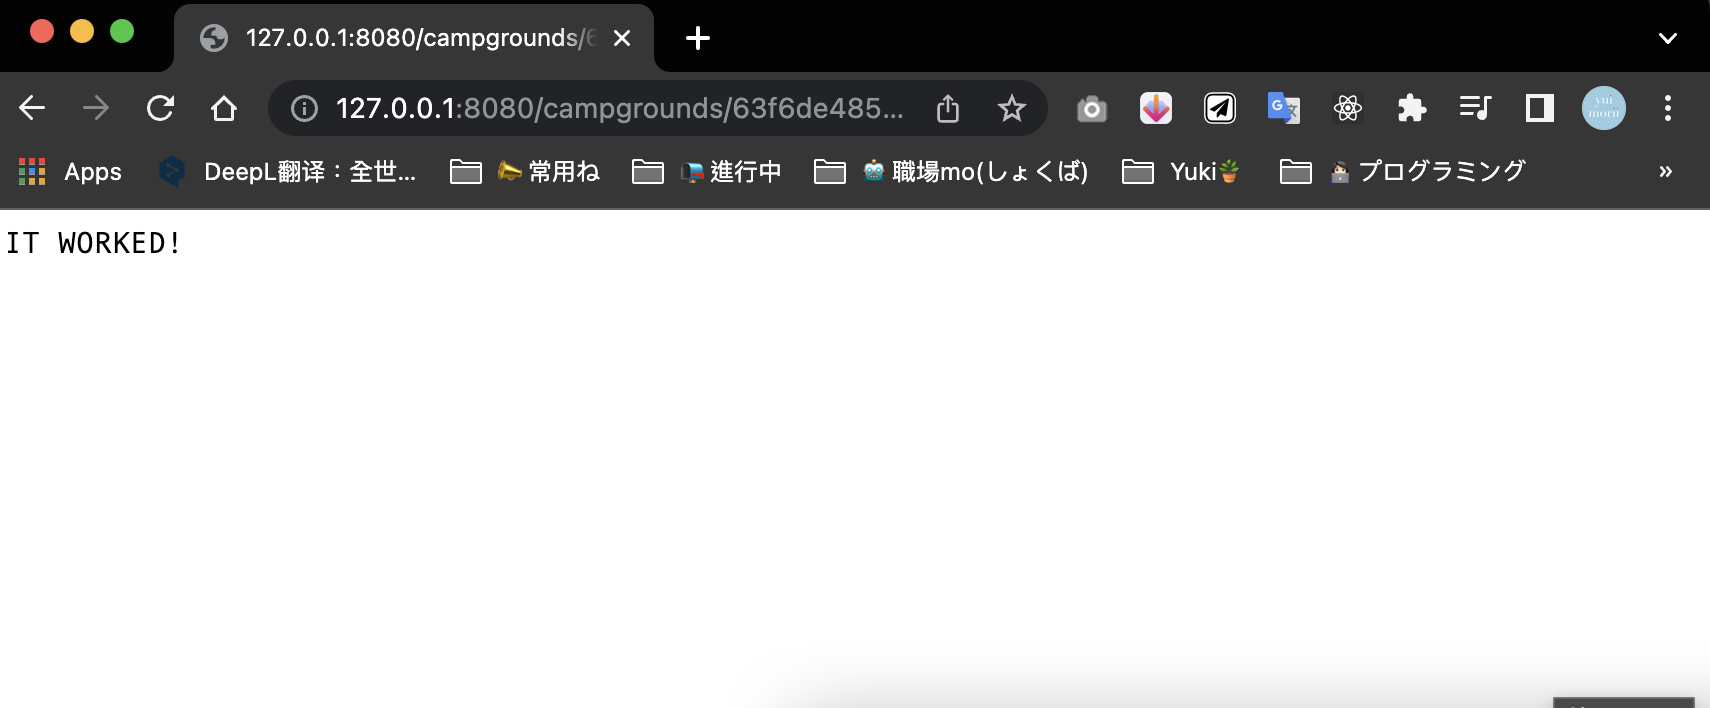 127.0.0.1:8080/campgrounds/6
127.0.0.1:8080/campgrounds/63f6de485...
yui morii
Apps DeepL翻译：全世... 常用ね 進行中 職場mo(しょくば) Yuki プログラミング »
IT WORKED!